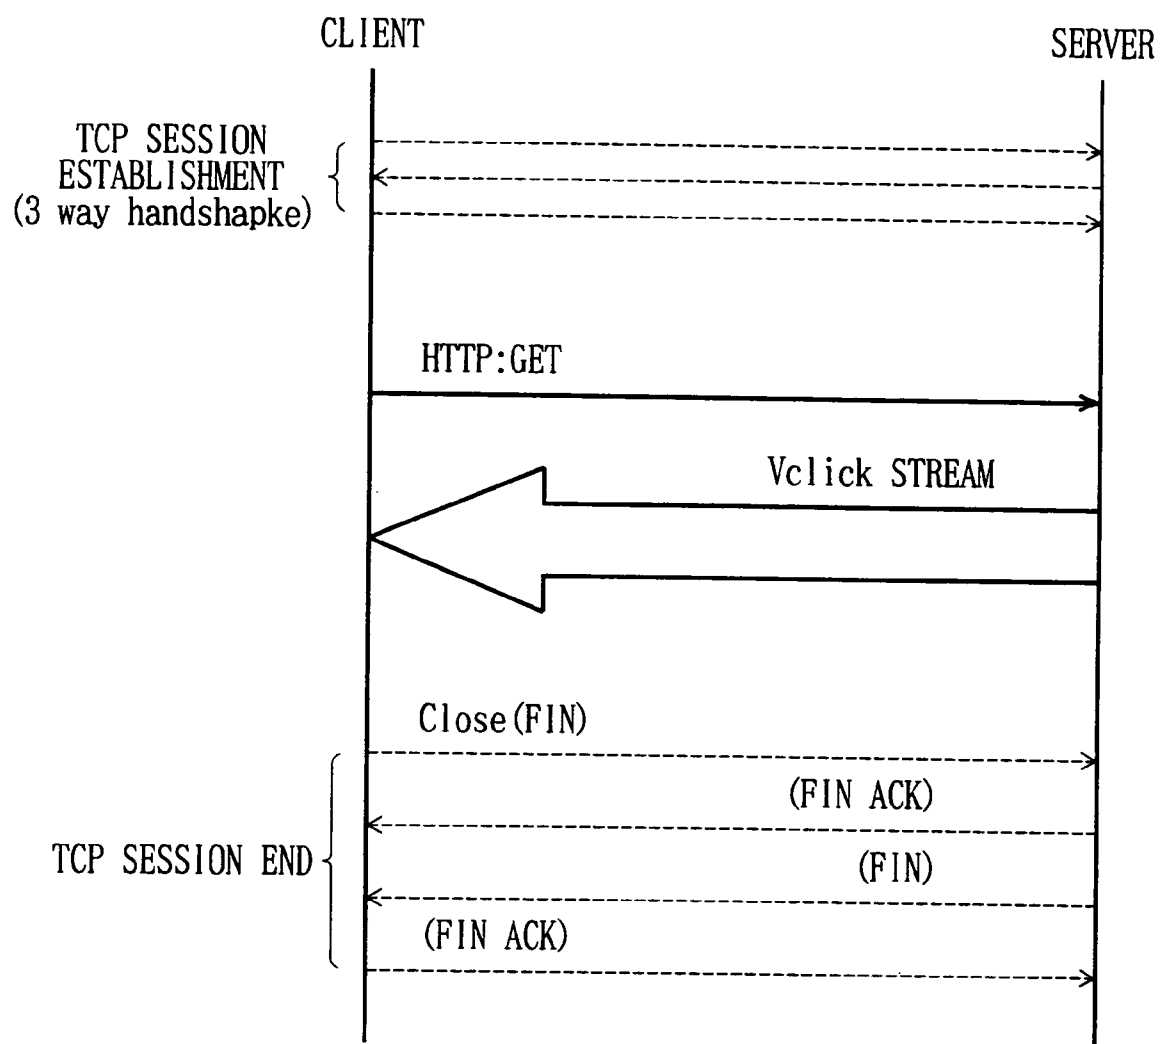 CLIENT
SERVER
TCP SESSION
ESTABLISHMENT
(3 way handshapke)
HTTP:GET
Vclick STREAM
Close(FIN)
(FIN ACK)
TCP SESSION END
(FIN)
(FIN ACK)